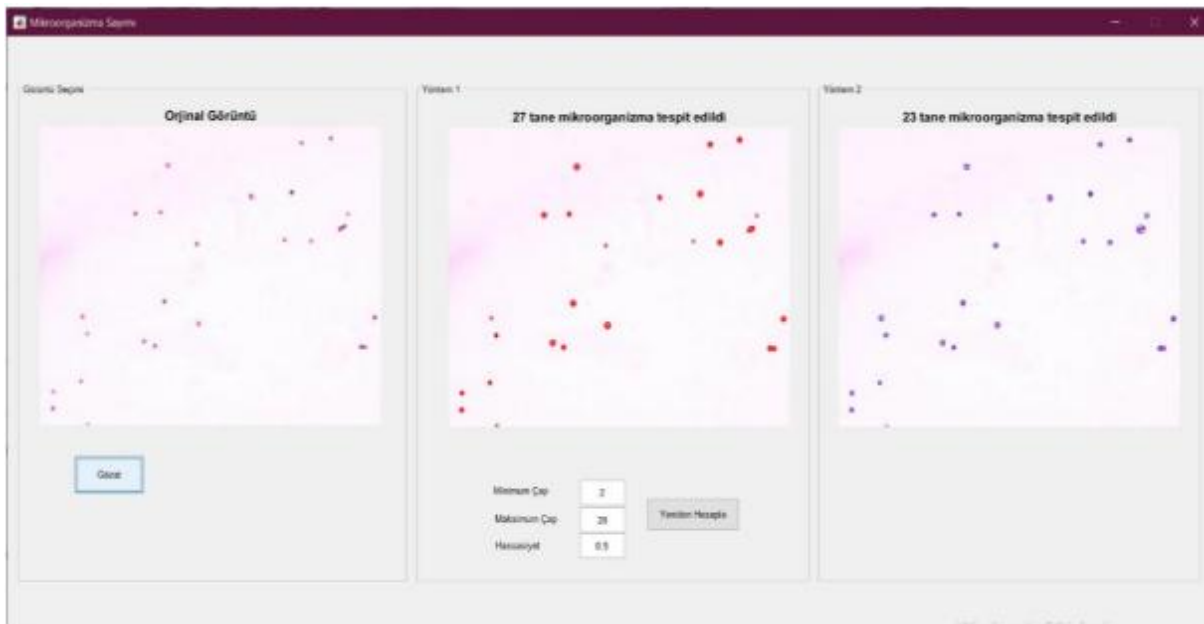 Mikroorganizma Sayımı
Görüntü Seçimi
Orjinal Görüntü
Yöntem 1
27 tane mikroorganizma tespit edildi
Yöntem 2
23 tane mikroorganizma tespit edildi
Minimum Çap
2
Maksimum Çap
Hassasiyet
0.5
Yeniden Hesapla